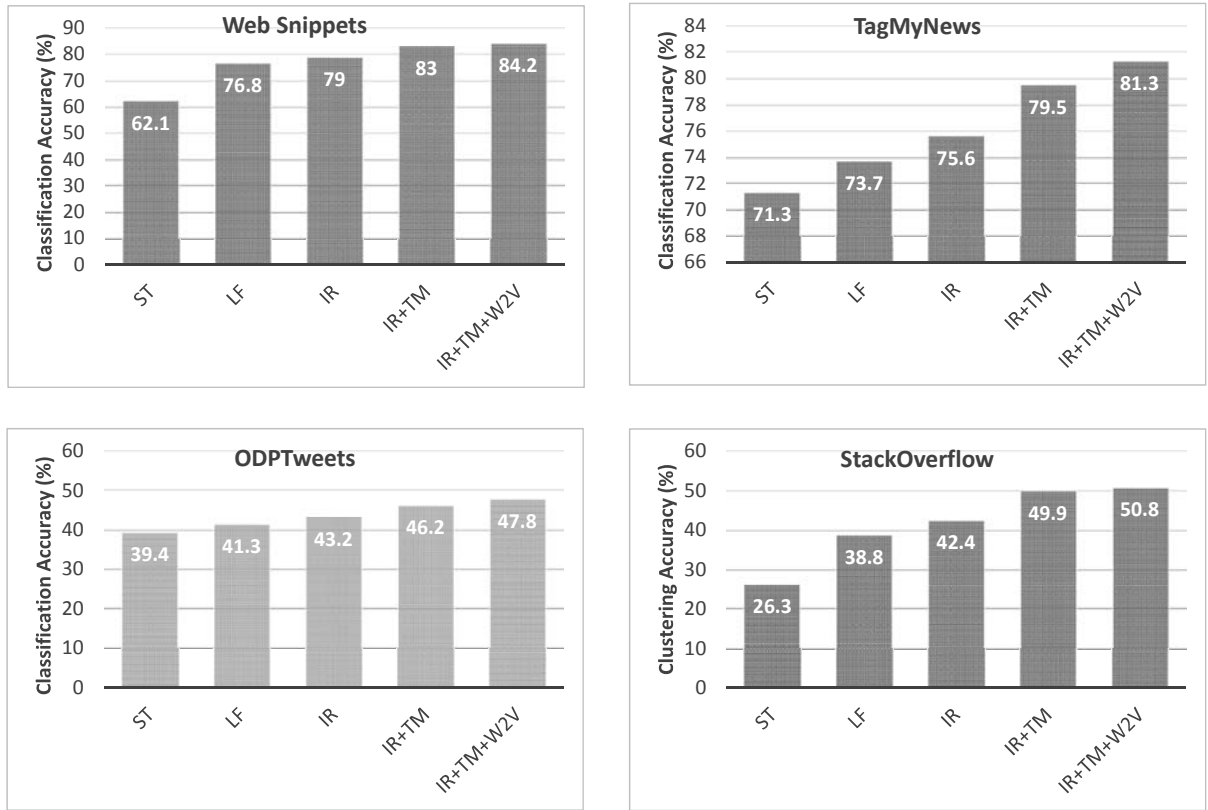 Web Snippets
Classification Accuracy (%)
90
80
70
60
50
40
30
20
10
0
62.1
76.8
79
83
84.2
ST
LF
IR
IR+TM
IR+TM+W2V
TagMyNews
Classification Accuracy (%)
84
82
80
78
76
74
72
70
68
66
71.3
73.7
75.6
79.5
81.3
ST
LF
IR
IR+TM
IR+TM+W2V
ODPTweets
Classification Accuracy (%)
60
50
40
30
20
10
0
39.4
41.3
43.2
46.2
47.8
ST
LF
IR
IR+TM
IR+TM+W2V
StackOverflow
Clustering Accuracy (%)
60
50
40
30
20
10
0
26.3
38.8
42.4
49.9
50.8
ST
LF
IR
IR+TM
IR+TM+W2V